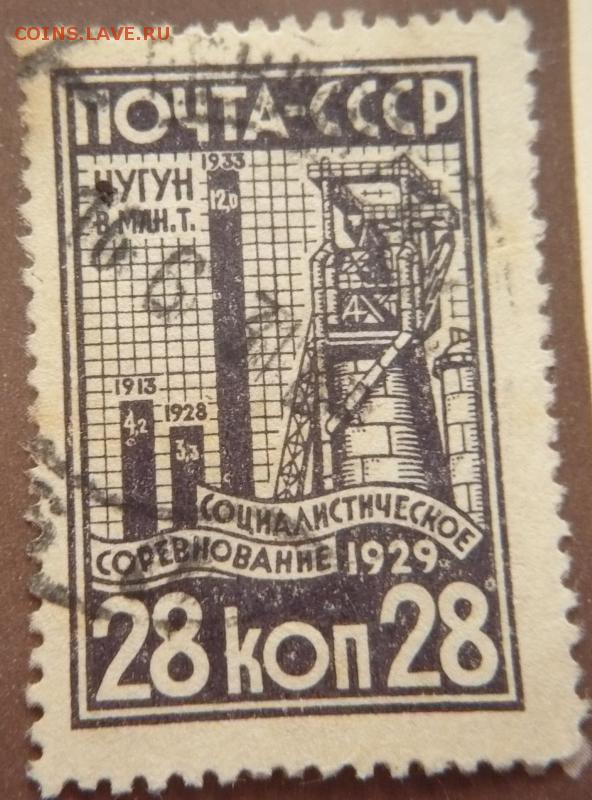 COINS.LAVE.RU
ПОЧТА-СССР
ЧУГУН
В МЛН.Т.
1933
12,0
1913
4,2
1928
3,3
СОЦИАЛИСТИЧЕСКОЕ
СОРЕВНОВАНИЕ 1929
28 КОП 28